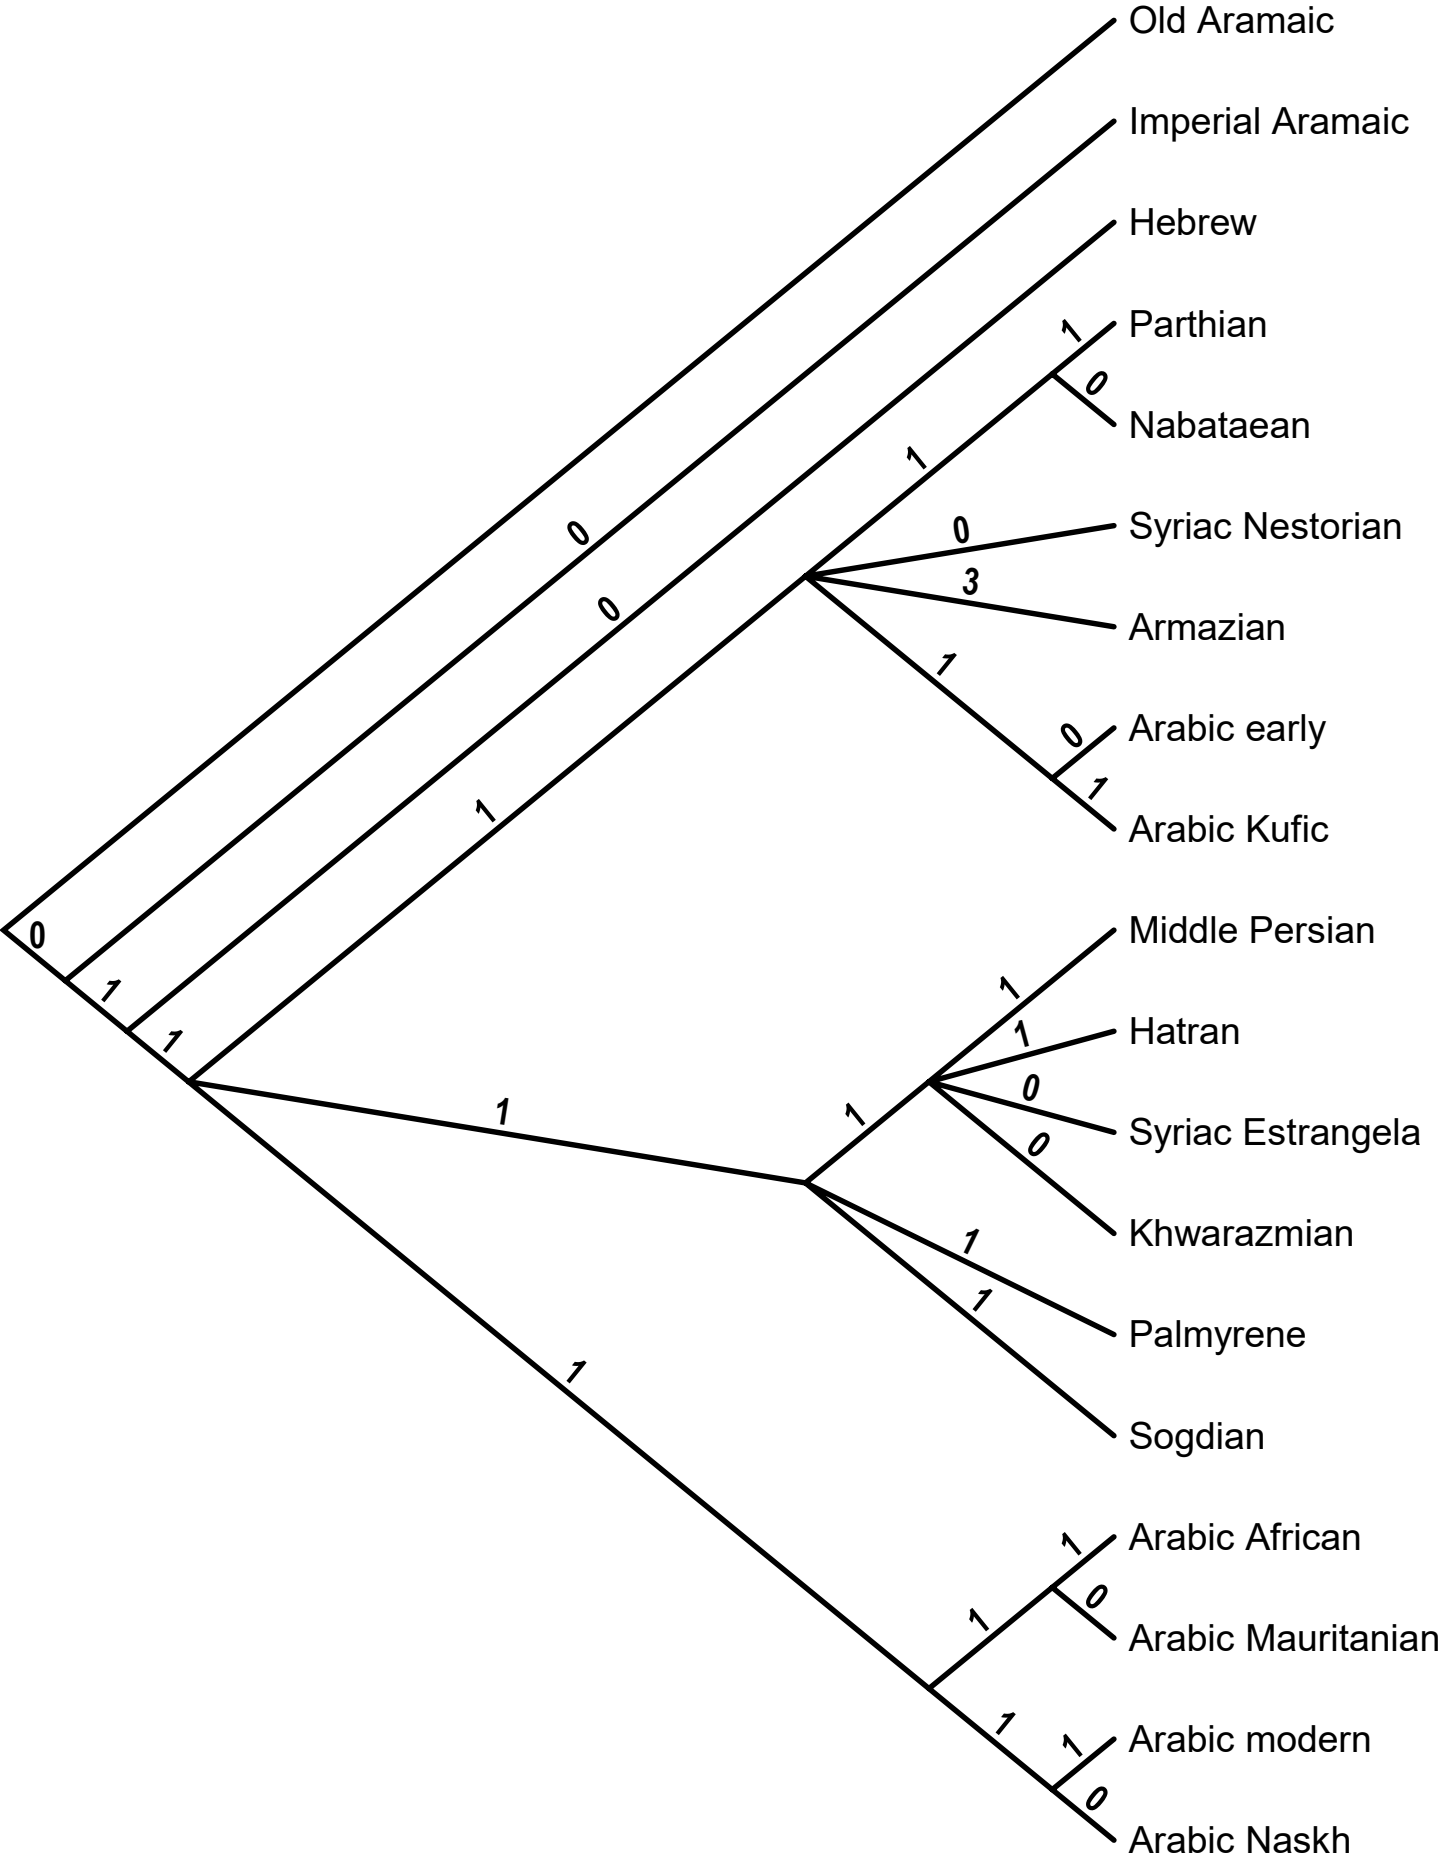 Old Aramaic
Imperial Aramaic
Hebrew
1 Parthian
0
Nabataean
1
0 Syriac Nestorian
0
3
0
Armazian
1
0 Arabic early
1
1
Arabic Kufic
0
Middle Persian
1
1
1
Hatran
1
0
1
1
Syriac Estrangela
0
Khwarazmian
1
1
Palmyrene
1
Sogdian
1
Arabic African
0
1
Arabic Mauritanian
1
1
Arabic modern
0
Arabic Naskh